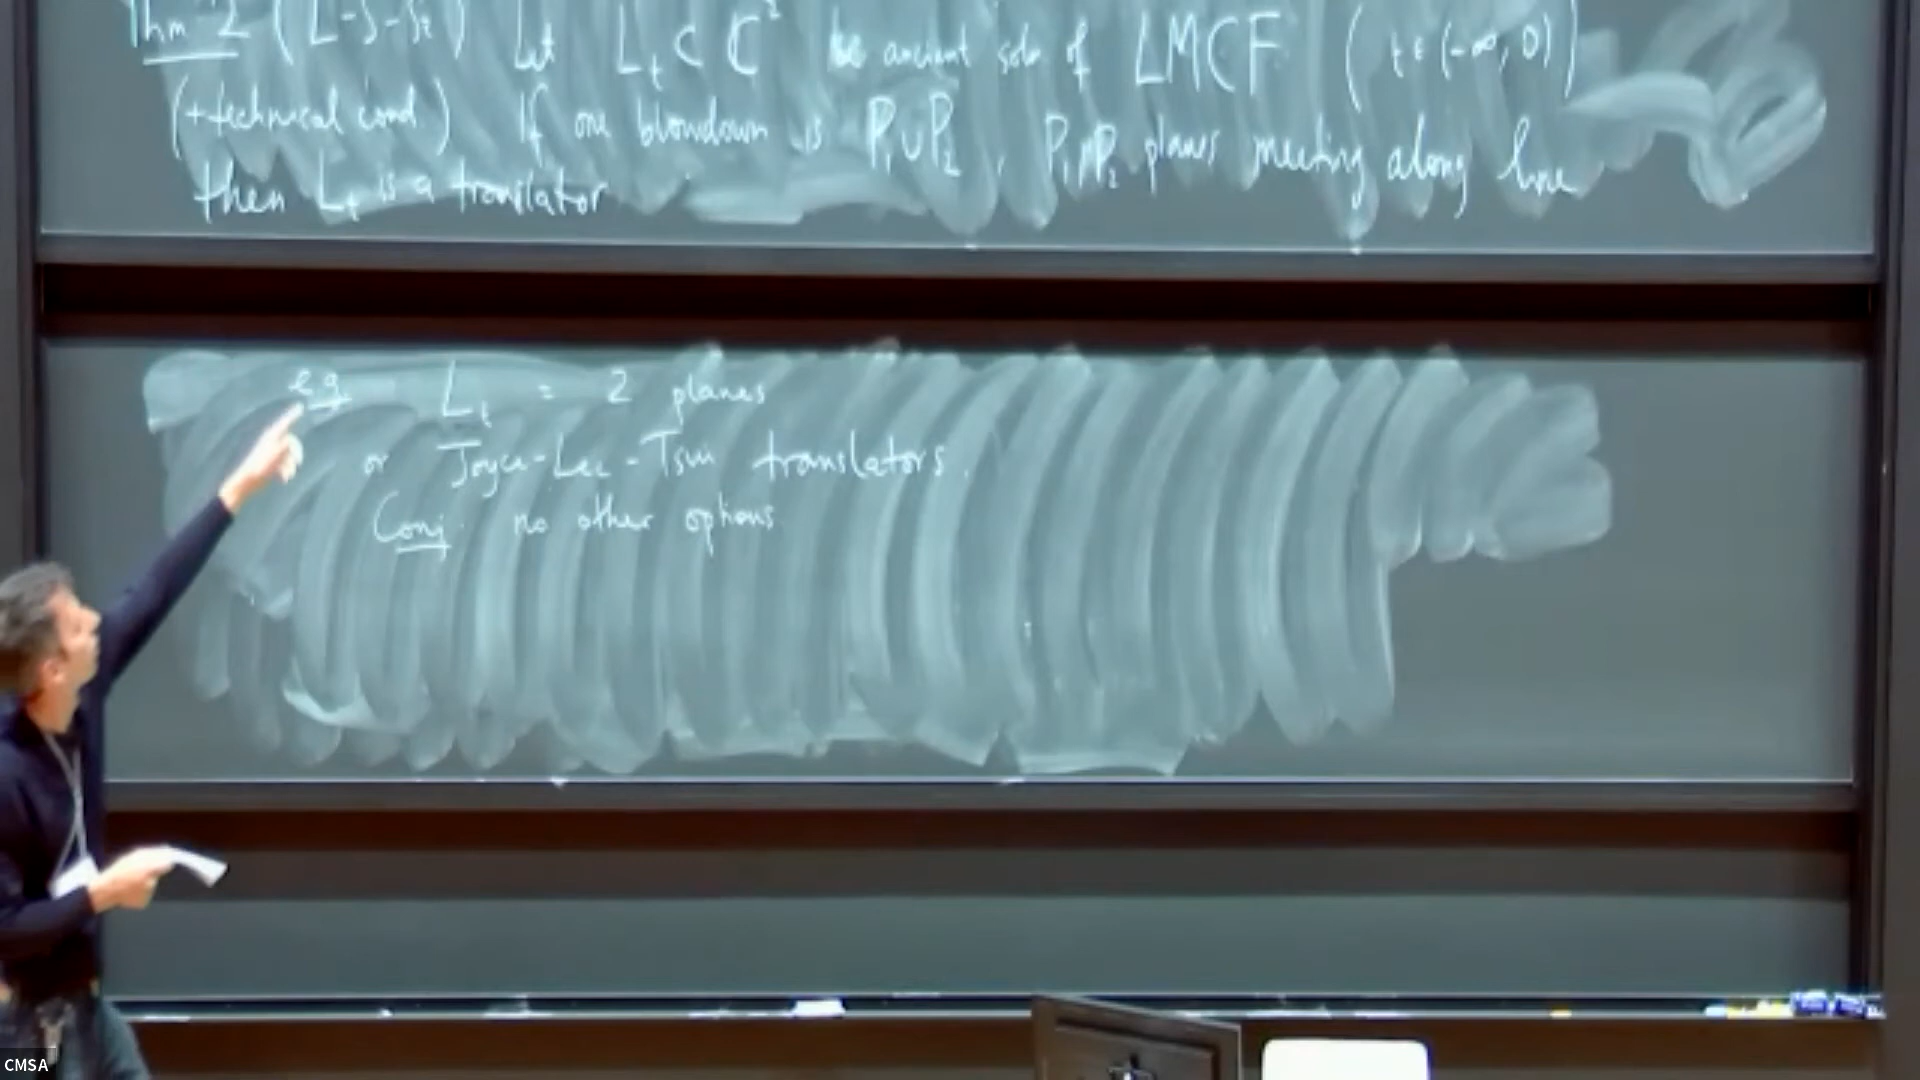 Thm 2 (L-S-Sz) Let L_t ⊂ ℂ² be ancient soln of LMCF (t ∈ (-∞, 0))
(+technical cond.) If one blowdown is P₁∪P₂, P₁,P₂ planes meeting along line
then L_t is a translator
e.g. L_t = 2 planes
or Joyce-Lee-Tsui translators.
Conj. no other options.
CMSA